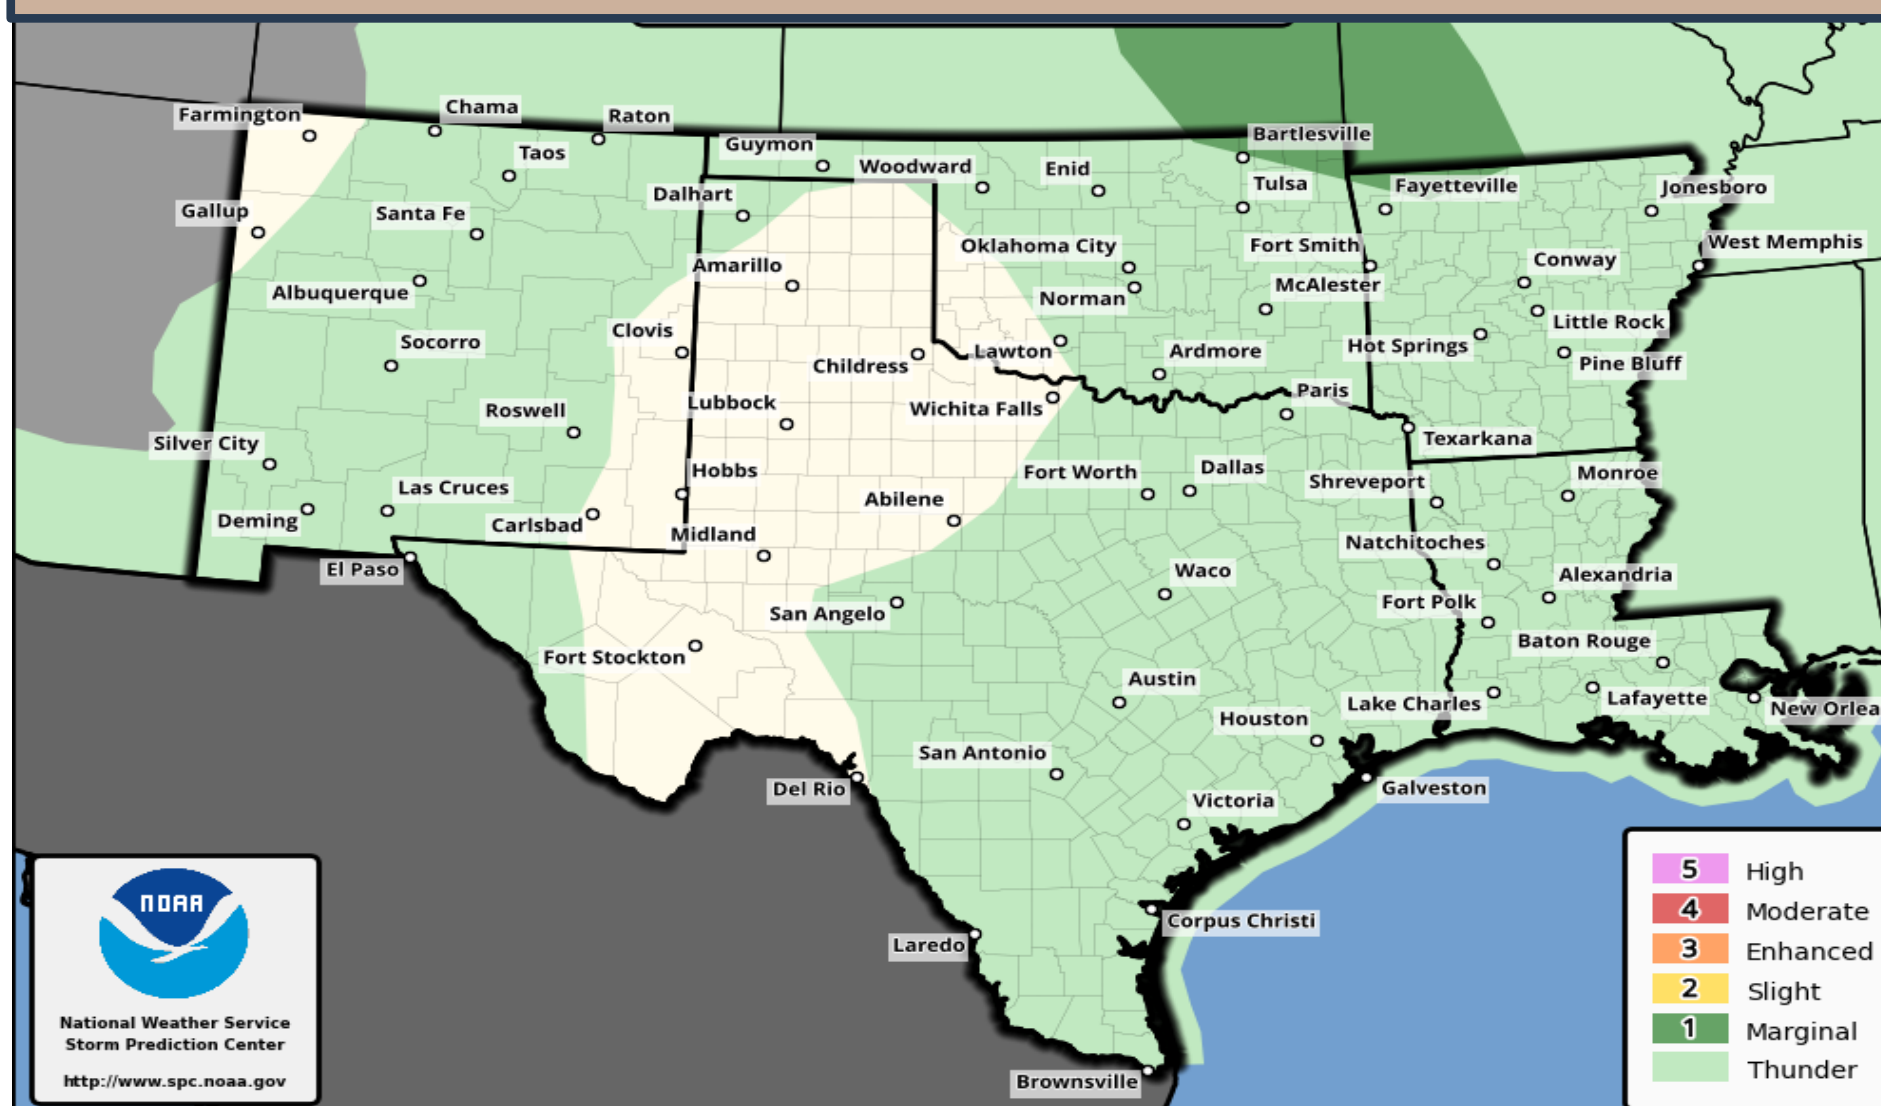 Farmington
Chama
Raton
Taos
Guymon
Woodward
Enid
Bartlesville
Dalhart
Tulsa
Fayetteville
Jonesboro
Gallup
Santa Fe
Oklahoma City
Fort Smith
West Memphis
Amarillo
Conway
Albuquerque
Norman
McAlester
Clovis
Little Rock
Socorro
Childress
Lawton
Ardmore
Hot Springs
Pine Bluff
Roswell
Lubbock
Wichita Falls
Paris
Silver City
Texarkana
Hobbs
Fort Worth
Dallas
Shreveport
Monroe
Las Cruces
Abilene
Deming
Carlsbad
Midland
Natchitoches
El Paso
Waco
Alexandria
San Angelo
Fort Polk
Fort Stockton
Baton Rouge
Austin
Lake Charles
Lafayette
New Orlea
Houston
San Antonio
Del Rio
Victoria
Galveston
Corpus Christi
Laredo
Brownsville
NOAA
National Weather Service
Storm Prediction Center
http://www.spc.noaa.gov
5 High
4 Moderate
3 Enhanced
2 Slight
1 Marginal
Thunder